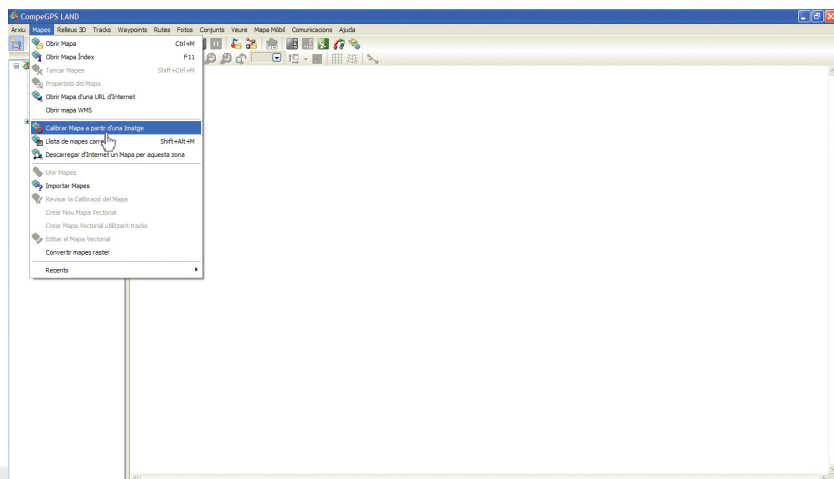 CompeGPS LAND
Arxiu Mapes Relleus 3D Tracks Waypoints Rutes Fotos Conjunts Veure Mapa Mòbil Comunicacions Ajuda
Obrir Mapa Ctrl+M
Obrir Mapa Índex F11
Tancar Mapes Shift+Ctrl+M
Propietats del Mapa
Obrir Mapa d'una URL d'Internet
Obrir mapa WMS
Calibrar Mapa a partir d'una Imatge
Llista de mapes Shift+Alt+M
Descarregar d'Internet un Mapa per aquesta zona
Unir Mapes
Importar Mapes
Revisar la Calibració del Mapa
Crear Nou Mapa Vectorial
Crear Mapa Vectorial utilitzant tracks
Editar el Mapa Vectorial
Convertir mapes raster
Recents